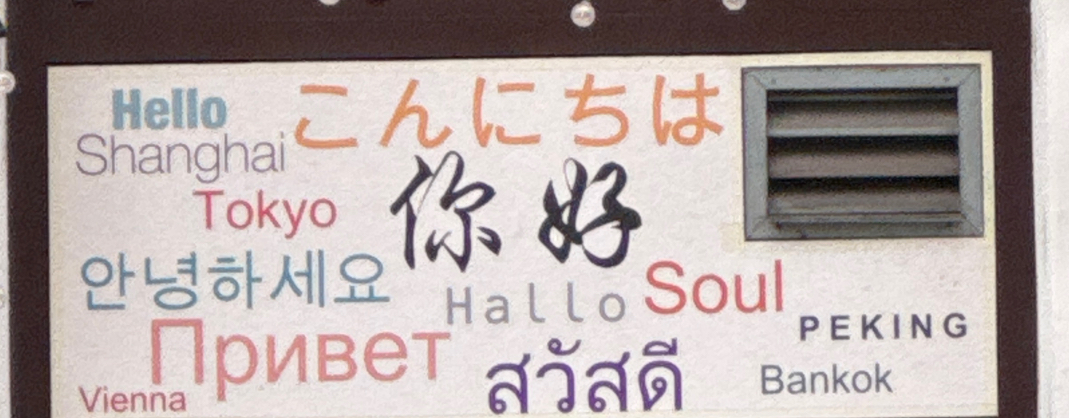 Hello
こんにちは
Shanghai
Tokyo
你好
안녕하세요
Hallo
Soul
Привет
PEKING
สวัสดี
Bankok
Vienna